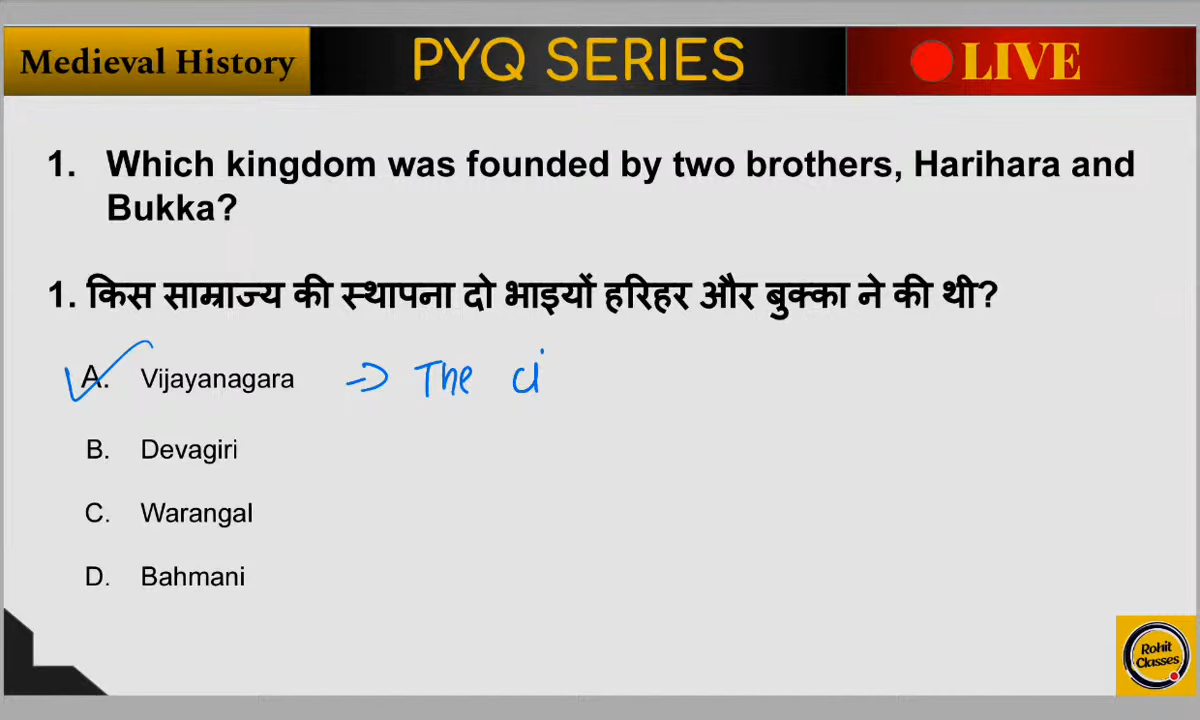 Medieval History PYQ SERIES LIVE
1. Which kingdom was founded by two brothers, Harihara and
Bukka?
1. किस साम्राज्य की स्थापना दो भाइयों हरिहर और बुक्का ने की थी?
A. Vijayanagara → The ci
B. Devagiri
C. Warangal
D. Bahmani
Rohit
Classes